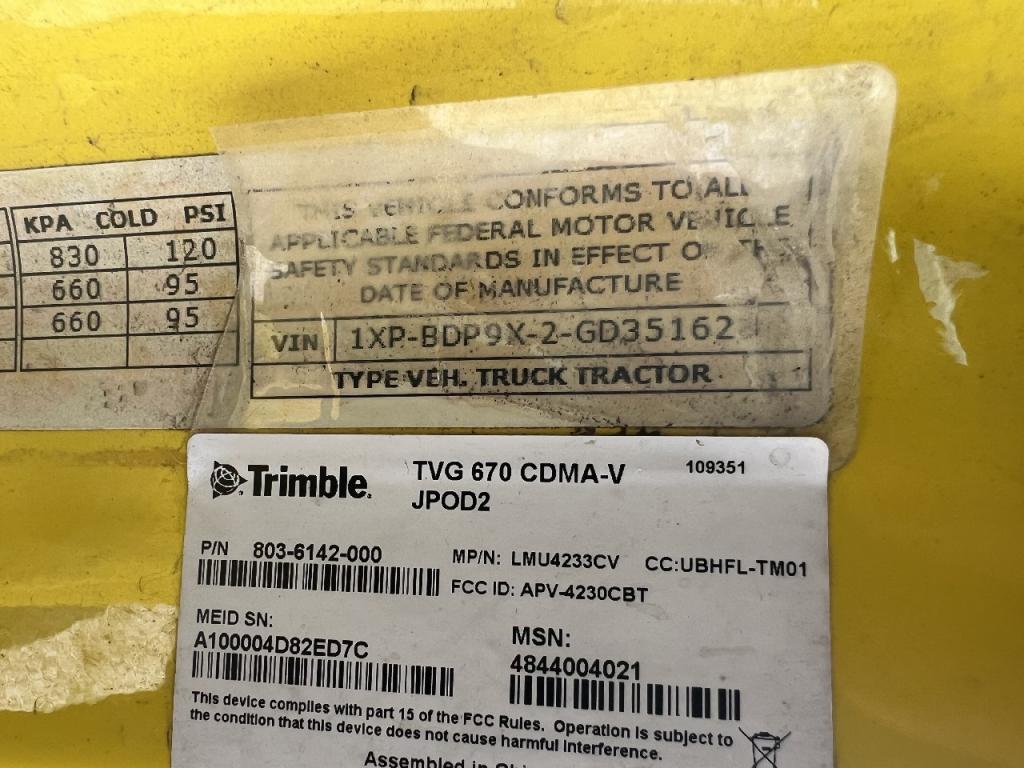 KPA COLD PSI
830 120
660 95
660 95
THIS VEHICLE CONFORMS TO ALL
APPLICABLE FEDERAL MOTOR VEHICLE
SAFETY STANDARDS IN EFFECT O THE
DATE OF MANUFACTURE
VIN 1XP-BDP9X-2-GD35162
TYPE VEH. TRUCK TRACTOR
Trimble. TVG 670 CDMA-V 109351
JPOD2
P/N 803-6142-000 MP/N: LMU4233CV CC:UBHFL-TM01
FCC ID: APV-4230CBT
MEID SN:
A100004D82ED7C
MSN:
4844004021
This device complies with part 15 of the FCC Rules. Operation is subject to
the condition that this device does not cause harmful interference.
Assembled in